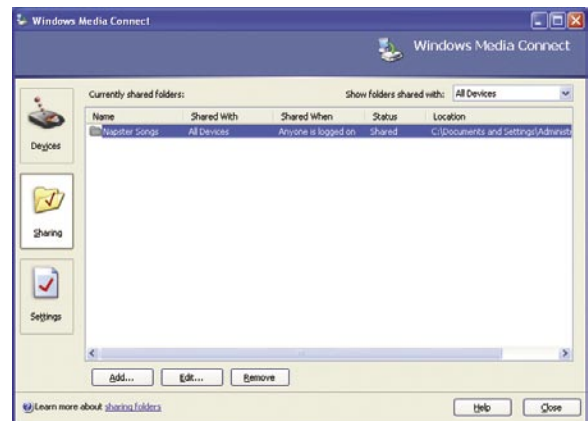 Windows Media Connect
Windows Media Connect
Currently shared folders:
Show folders shared with: All Devices
Name Shared With Shared When Status Location
Napster Songs All Devices Anyone is logged on Shared C:\Documents and Settings\Administ
Devices
Sharing
Settings
Add... Edit... Remove
Learn more about sharing folders
Help Close